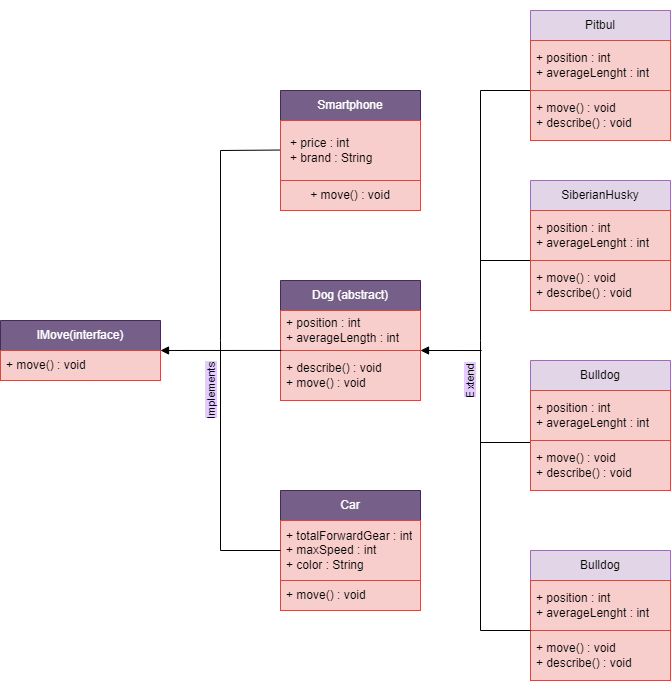 Pitbul
+ position : int
+ averageLenght : int
+ move() : void
+ describe() : void
Smartphone
+ price : int
+ brand : String
+ move() : void
SiberianHusky
+ position : int
+ averageLenght : int
+ move() : void
+ describe() : void
Dog (abstract)
+ position : int
+ averageLength : int
+ describe() : void
+ move() : void
IMove(interface)
+ move() : void
implements
Extend
Bulldog
+ position : int
+ averageLenght : int
+ move() : void
+ describe() : void
Car
+ totalForwardGear : int
+ maxSpeed : int
+ color : String
+ move() : void
Bulldog
+ position : int
+ averageLenght : int
+ move() : void
+ describe() : void